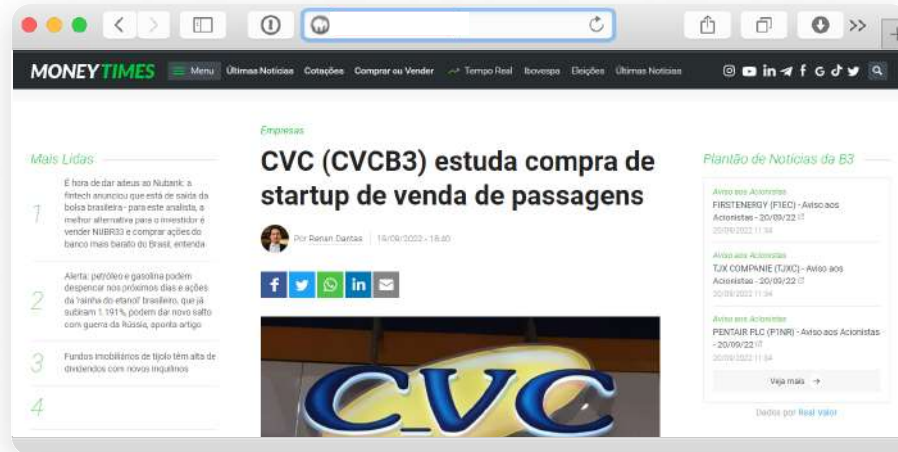 MONEYTIMES
Menu
Últimas Notícias
Cotações
Comprar ou Vender
Tempo Real
Ibovespa
Eleições
Últimas Notícias
Mais Lidas
1
É hora de dar adeus ao Nubank: a
fintech anunciou que está de saída da
bolsa brasileira - para este analista, a
melhor alternativa para o investidor é
vender NUBR33 e comprar ações do
banco mais barato do Brasil, entenda
2
Alerta: petróleo e gasolina podem
despencar nos próximos dias e ações
da 'rainha do etanol' brasileiro, que já
subiram 1.191%, podem dar novo salto
com guerra da Rússia, aponta artigo
3
Fundos imobiliários de tijolo têm alta de
dividendos com novos inquilinos
4
Empresas
CVC (CVCB3) estuda compra de
startup de venda de passagens
Por Renan Dantas
19/09/2022 - 18:40
CVC
Plantão de Notícias da B3
Aviso aos Acionistas
FIRSTENERGY (F1EC) - Aviso aos
Acionistas - 20/09/22
20/09/2022 11:34
Aviso aos Acionistas
TJX COMPANIE (TJXC) - Aviso aos
Acionistas - 20/09/22
20/09/2022 11:34
Aviso aos Acionistas
PENTAIR PLC (P1NR) - Aviso aos Acionistas
- 20/09/22
20/09/2022 11:34
Veja mais
Dados por Real Valor